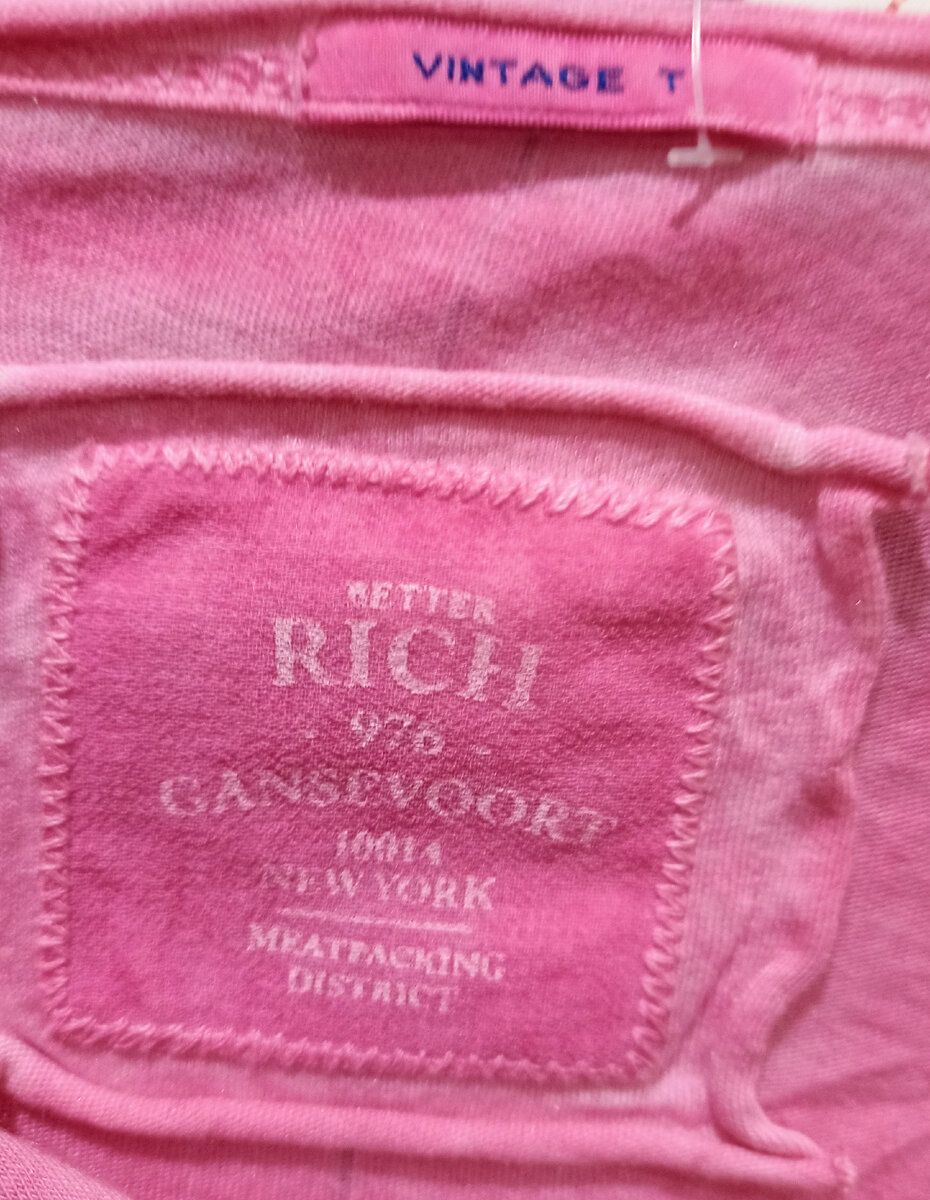 VINTAGE T
BETTER
RICH
- 976 -
GANSEVOORT
10014
NEW YORK
MEATPACKING
DISTRICT